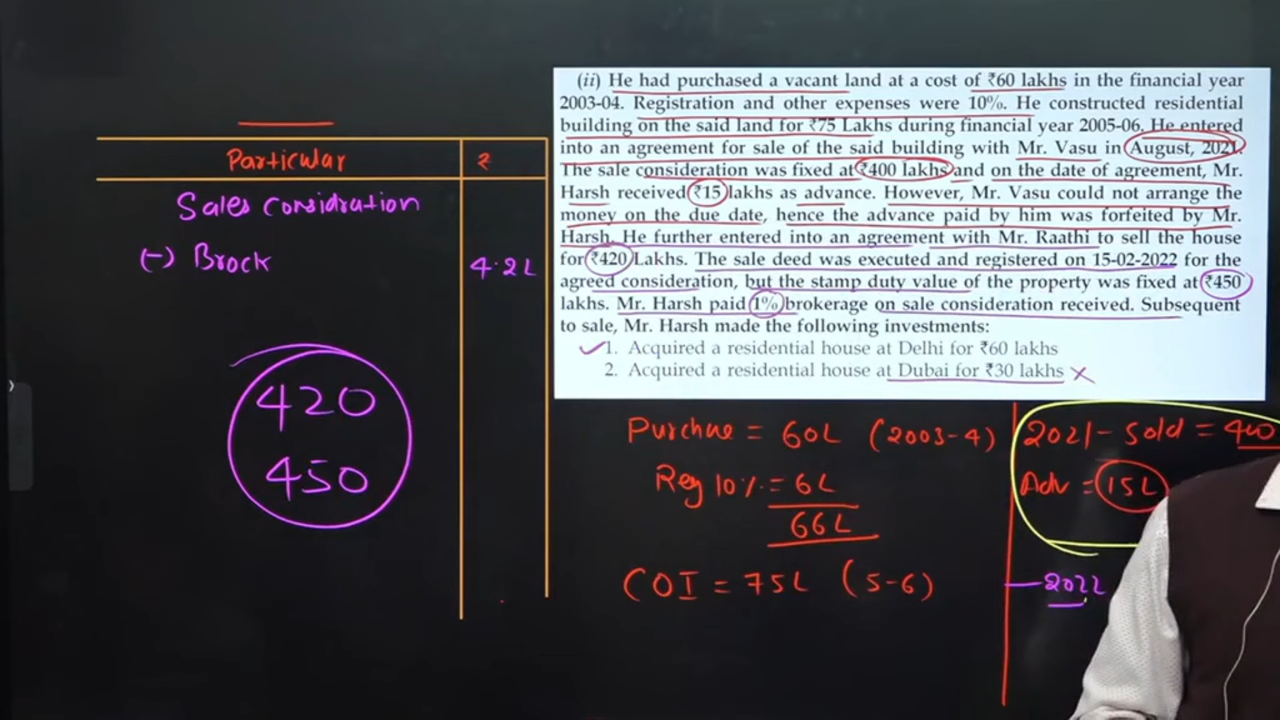 (ii) He had purchased a vacant land at a cost of ₹60 lakhs in the financial year
2003-04. Registration and other expenses were 10%. He constructed residential
building on the said land for ₹75 Lakhs during financial year 2005-06. He entered
into an agreement for sale of the said building with Mr. Vasu in August, 2021.
The sale consideration was fixed at ₹400 lakhs and on the date of agreement, Mr.
Harsh received ₹15 lakhs as advance. However, Mr. Vasu could not arrange the
money on the due date, hence the advance paid by him was forfeited by Mr.
Harsh. He further entered into an agreement with Mr. Raathi to sell the house
for ₹420 Lakhs. The sale deed was executed and registered on 15-02-2022 for the
agreed consideration, but the stamp duty value of the property was fixed at ₹450
lakhs. Mr. Harsh paid 1% brokerage on sale consideration received. Subsequent
to sale, Mr. Harsh made the following investments:
1. Acquired a residential house at Delhi for ₹60 lakhs
2. Acquired a residential house at Dubai for ₹30 lakhs
Particular ₹
Sales Considration
(-) Brock 4.2L
420
450
Purchae = 60L (2003-4)
Reg 10% = 6L
66L
COI = 75L (5-6)
2021 - Sold = 400
Adv = 15L
2022